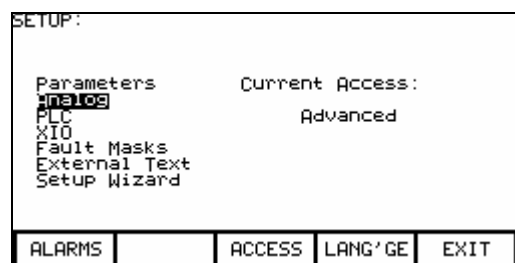 SETUP:
Parameters Current Access:
Analog
PLC Advanced
XIO
Fault Masks
External Text
Setup Wizard
ALARMS ACCESS LANG'GE EXIT